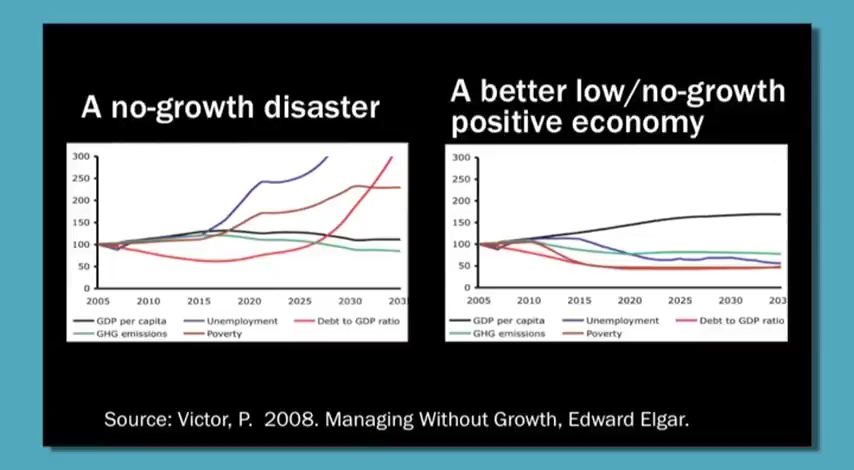 A no-growth disaster
A better low/no-growth
positive economy
300
250
200
150
100
50
0
2005 2010 2015 2020 2025 2030 203
GDP per capita Unemployment Debt to GDP ratio
GHG emissions Poverty
300
250
200
150
100
50
0
2005 2010 2015 2020 2025 2030 203
GDP per capita Unemployment Debt to GDP ratio
GHG emissions Poverty
Source: Victor, P. 2008. Managing Without Growth, Edward Elgar.